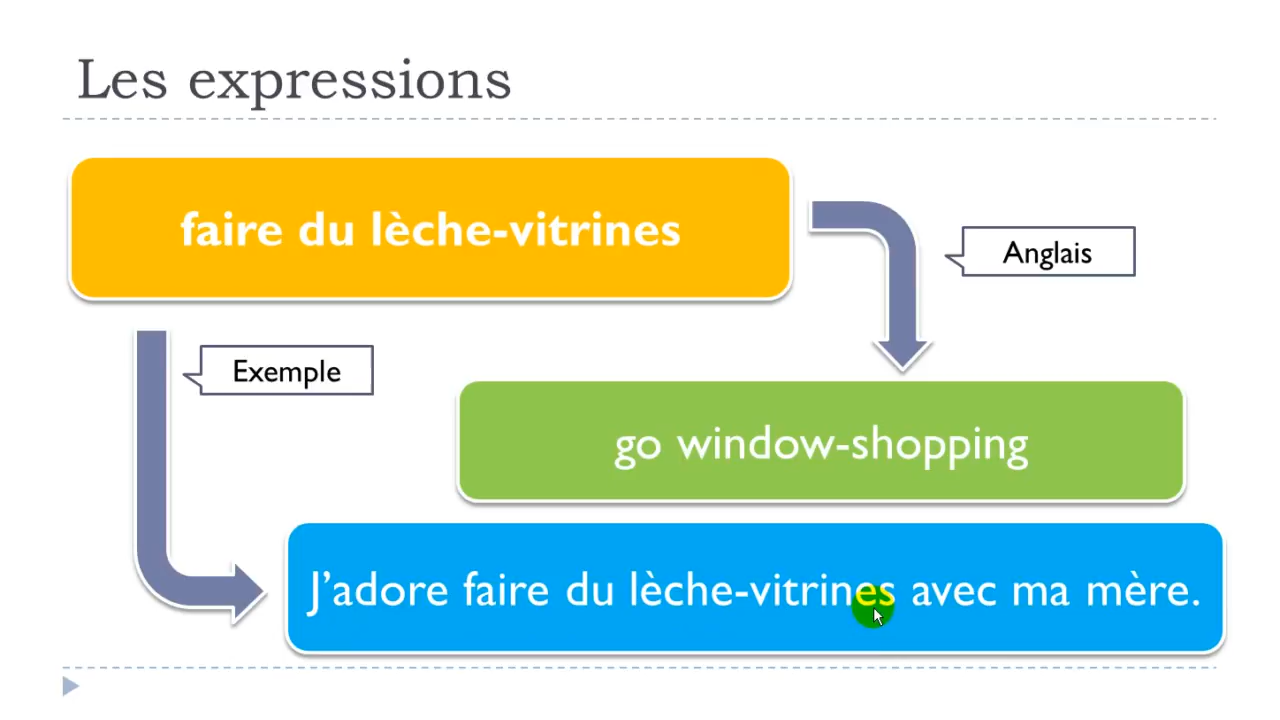 Les expressions
faire du lèche-vitrines
Anglais
Exemple
go window-shopping
J’adore faire du lèche-vitrines avec ma mère.